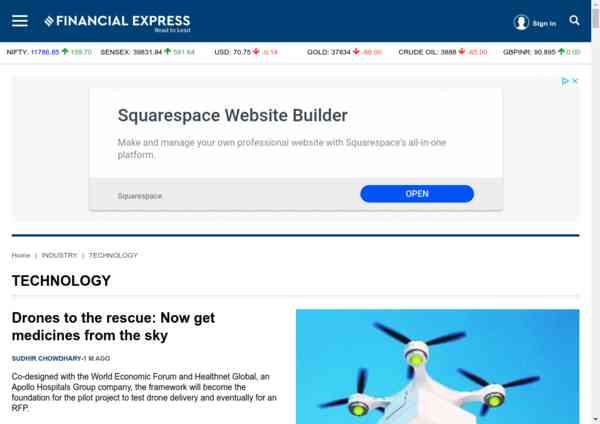 FINANCIAL EXPRESS
Read to Lead
Sign in
NIFTY: 11786.85 159.70 SENSEX: 39831.84 581.64 USD: 70.75 -0.14 GOLD: 37834 -88.00 CRUDE OIL: 3888 -65.00 GBPINR: 90.895 0.00
Squarespace Website Builder
Make and manage your own professional website with Squarespace's all-in-one
platform.
Squarespace
OPEN
Home | INDUSTRY | TECHNOLOGY
TECHNOLOGY
Drones to the rescue: Now get
medicines from the sky
SUDHIR CHOWDHARY-1 M AGO
Co-designed with the World Economic Forum and Healthnet Global, an
Apollo Hospitals Group company, the framework will become the
foundation for the pilot project to test drone delivery and eventually for an
RFP.